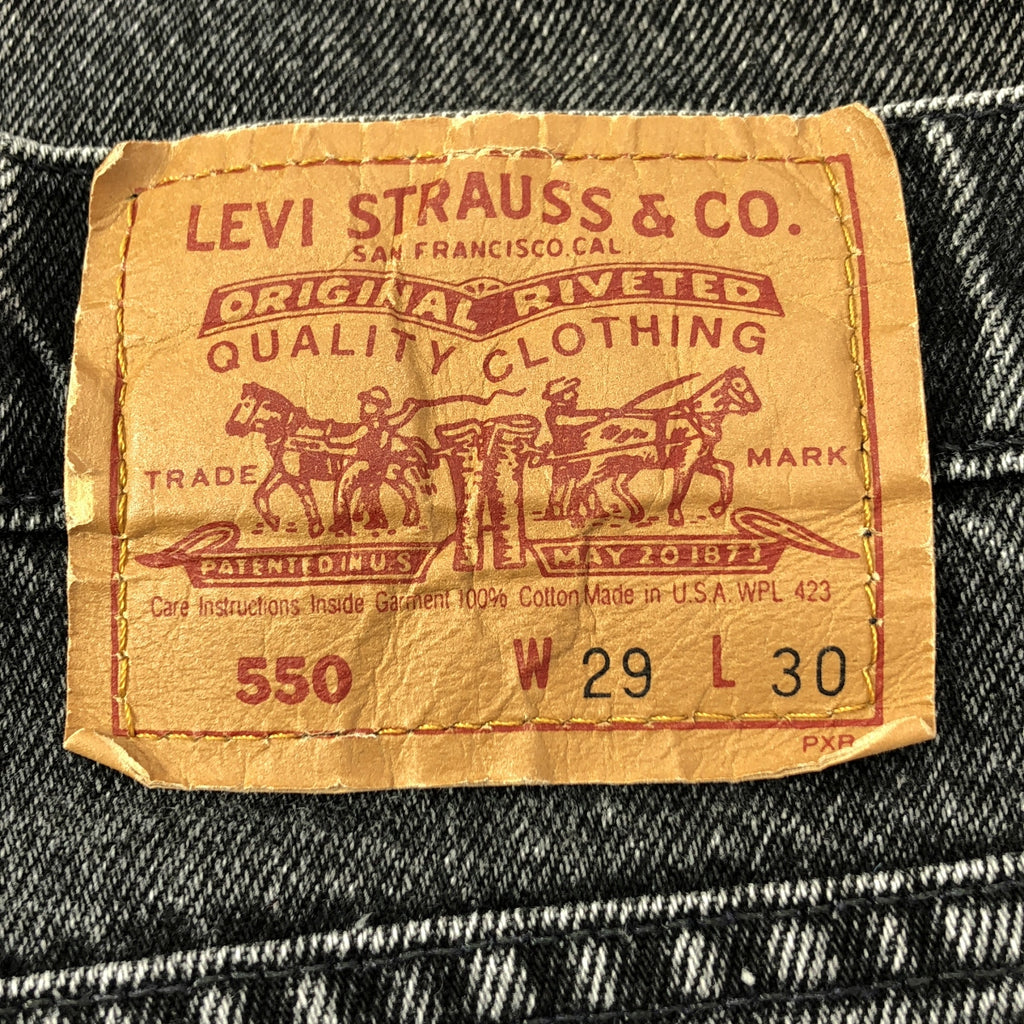 LEVI STRAUSS & CO.
SAN FRANCISCO, CAL
ORIGINAL RIVETED
QUALITY CLOTHING
TRADE MARK
PATENTED IN U.S MAY 20 1873
Care Instructions Inside Garment 100% Cotton Made in U.S.A. WPL 423
550 W 29 L 30
PXR